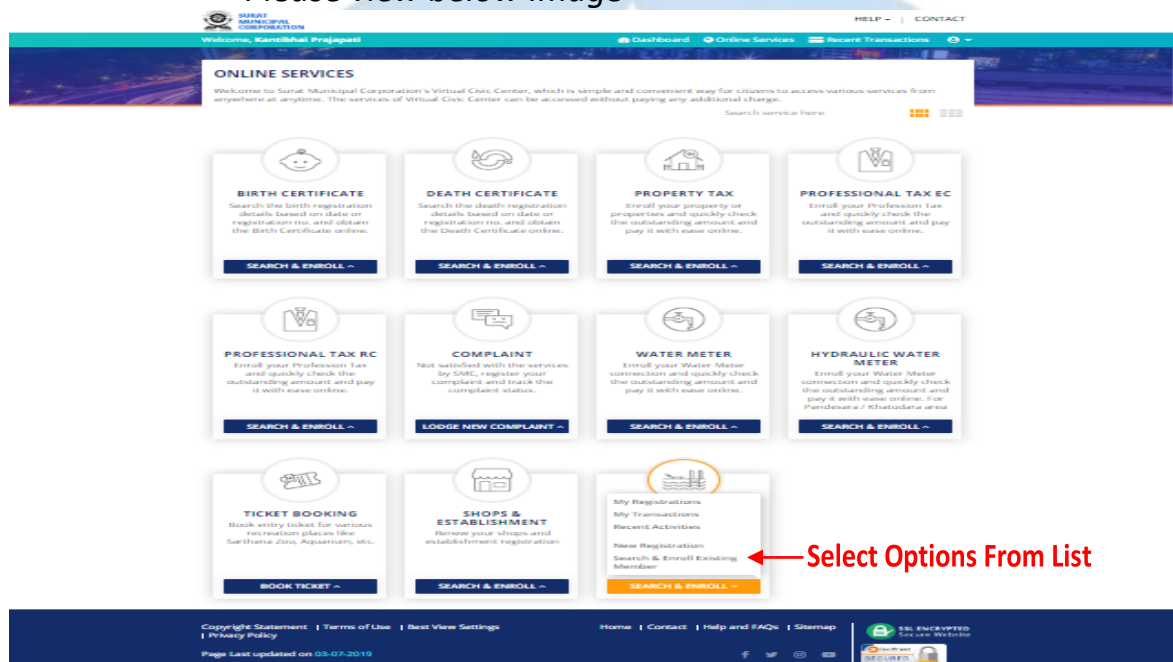 Please view below image
SURAT
MUNICIPAL
CORPORATION
HELP | CONTACT
Welcome, Kantibhai Prajapati
Dashboard Online Services Recent Transactions
ONLINE SERVICES
Welcome to Surat Municipal Corporation's Virtual Civic Center, which is simple and convenient way for citizens to access various services from
anywhere at anytime. The services of Virtual Civic Center can be accessed without paying any additional charge.
Search service here
BIRTH CERTIFICATE
Search the birth registration
details based on date or
registration no. and obtain
the Birth Certificate online.
SEARCH & ENROLL
DEATH CERTIFICATE
Search the death registration
details based on date or
registration no. and obtain
the Death Certificate online.
SEARCH & ENROLL
PROPERTY TAX
Enroll your property or
properties and quickly check
the outstanding amount and
pay it with ease online.
SEARCH & ENROLL
PROFESSIONAL TAX EC
Enroll your Profession Tax
and quickly check the
outstanding amount and pay
it with ease online.
SEARCH & ENROLL
PROFESSIONAL TAX RC
Enroll your Profession Tax
and quickly check the
outstanding amount and pay
it with ease online.
SEARCH & ENROLL
COMPLAINT
Not satisfied with the services
by SMC, register your
complaint and track the
complaint status.
LODGE NEW COMPLAINT
WATER METER
Enroll your Water Meter
connection and quickly check
the outstanding amount and
pay it with ease online.
SEARCH & ENROLL
HYDRAULIC WATER
METER
Enroll your Water Meter
connection and quickly check
the outstanding amount and
pay it with ease online. For
Pandesara / Khatodara area
SEARCH & ENROLL
TICKET BOOKING
Book entry ticket for various
recreation places like
Sarthana Zoo, Aquarium, etc.
BOOK TICKET
SHOPS &
ESTABLISHMENT
Renew your shops and
establishment registration
SEARCH & ENROLL
My Registrations
My Transactions
Recent Activities
New Registration
Search & Enroll Existing
Member
SEARCH & ENROLL
Select Options From List
Copyright Statement | Terms of Use | Best View Settings
| Privacy Policy
Home | Contact | Help and FAQs | Sitemap
SSL ENCRYPTED
Secure Website
Page Last updated on 03-07-2019
SECURED